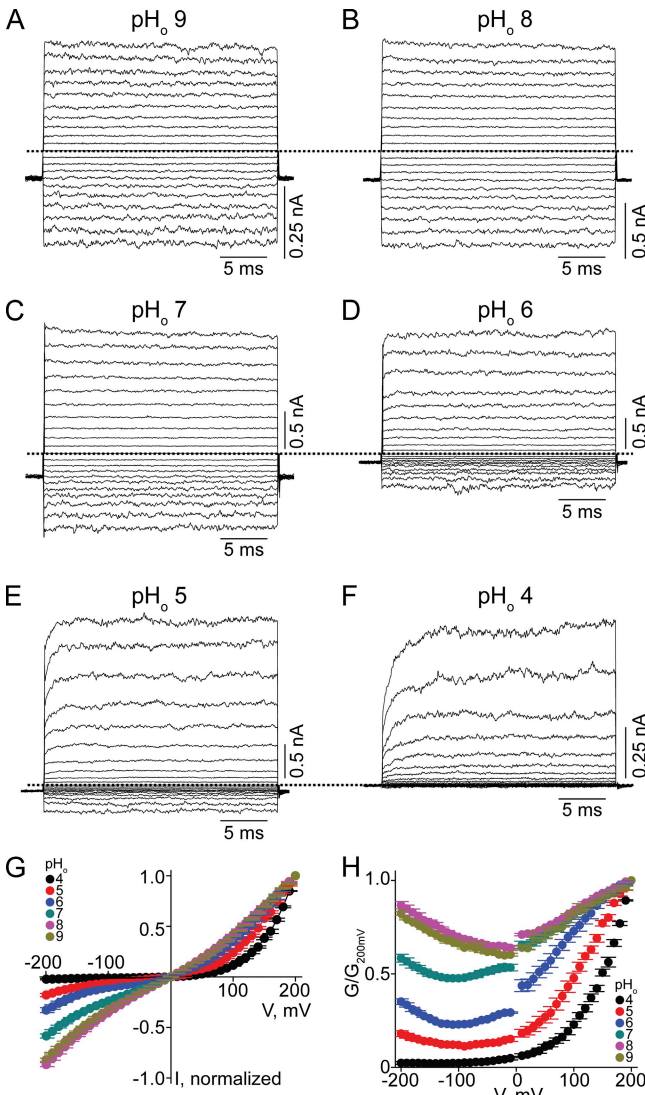 A
pHo 9
0.25 nA
5 ms
B
pHo 8
0.5 nA
5 ms
C
pHo 7
0.5 nA
5 ms
D
pHo 6
0.5 nA
5 ms
E
pHo 5
0.5 nA
5 ms
F
pHo 4
0.25 nA
5 ms
G
pHo
4
5
6
7
8
9
1.0
0.5
-200 -100
100 200
V, mV
-0.5
-1.0
I, normalized
H
G/G200mV
1.0
0.5
0
pHo
4
5
6
7
8
9
-200 -100 0 100 200
V, mV